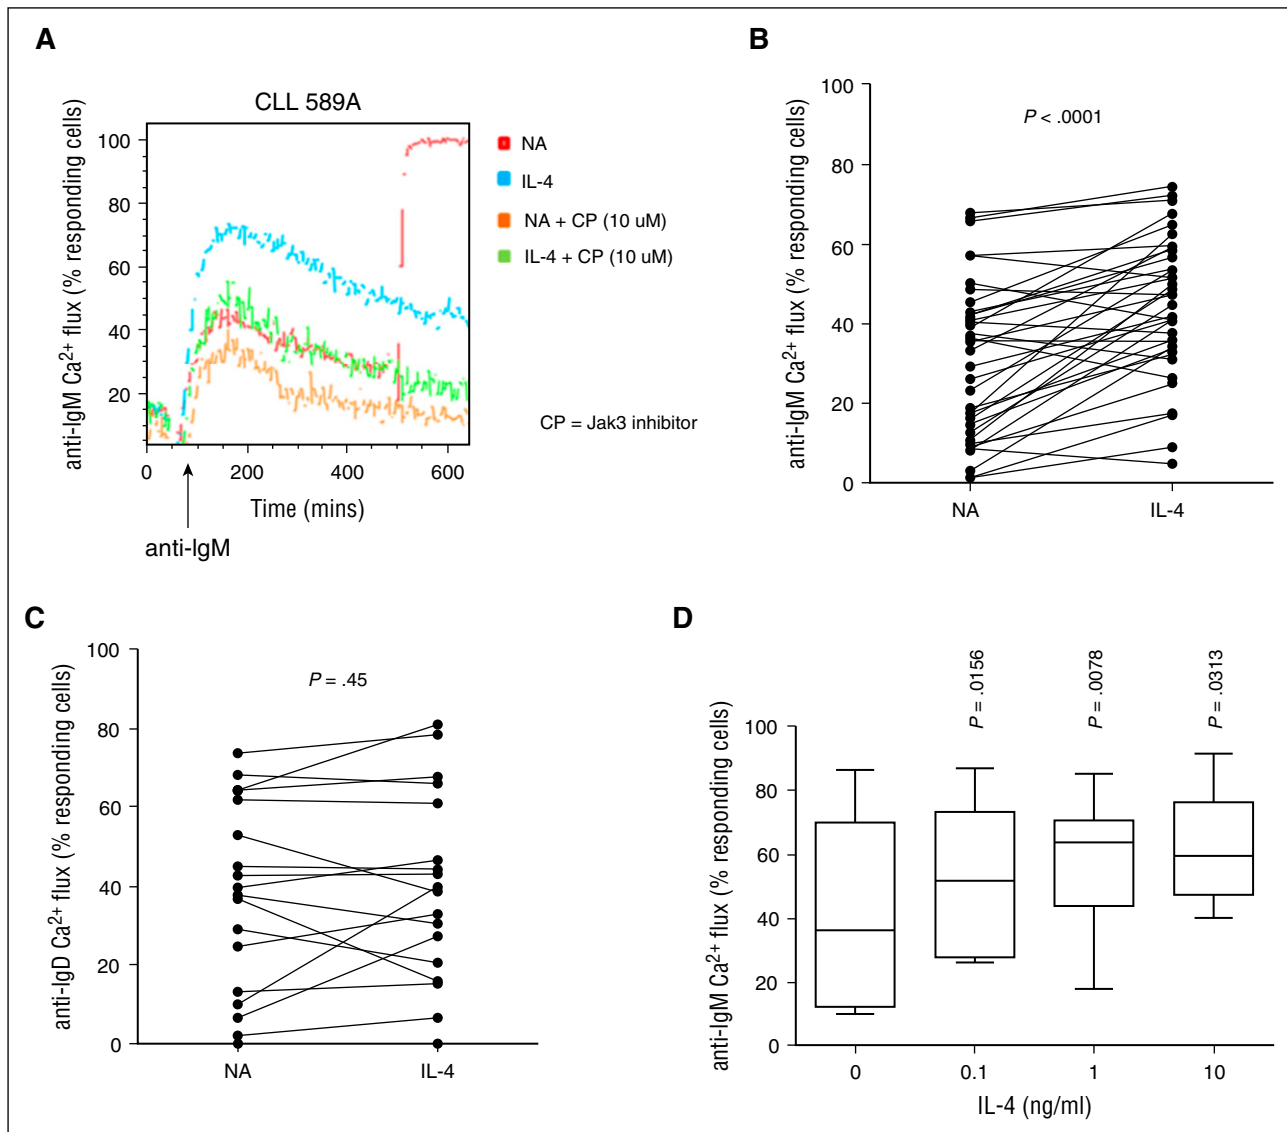 A
CLL 589A
anti-IgM Ca²⁺ flux (% responding cells)
100
80
60
40
20
0
200
400
600
Time (mins)
anti-IgM
NA
IL-4
NA + CP (10 uM)
IL-4 + CP (10 uM)
CP = Jak3 inhibitor
B
anti-IgM Ca²⁺ flux (% responding cells)
100
80
60
40
20
0
P < .0001
NA
IL-4
C
anti-IgD Ca²⁺ flux (% responding cells)
100
80
60
40
20
0
P = .45
NA
IL-4
D
anti-IgM Ca²⁺ flux (% responding cells)
100
80
60
40
20
0
P = .0156
P = .0078
P = .0313
0
0.1
1
10
IL-4 (ng/ml)